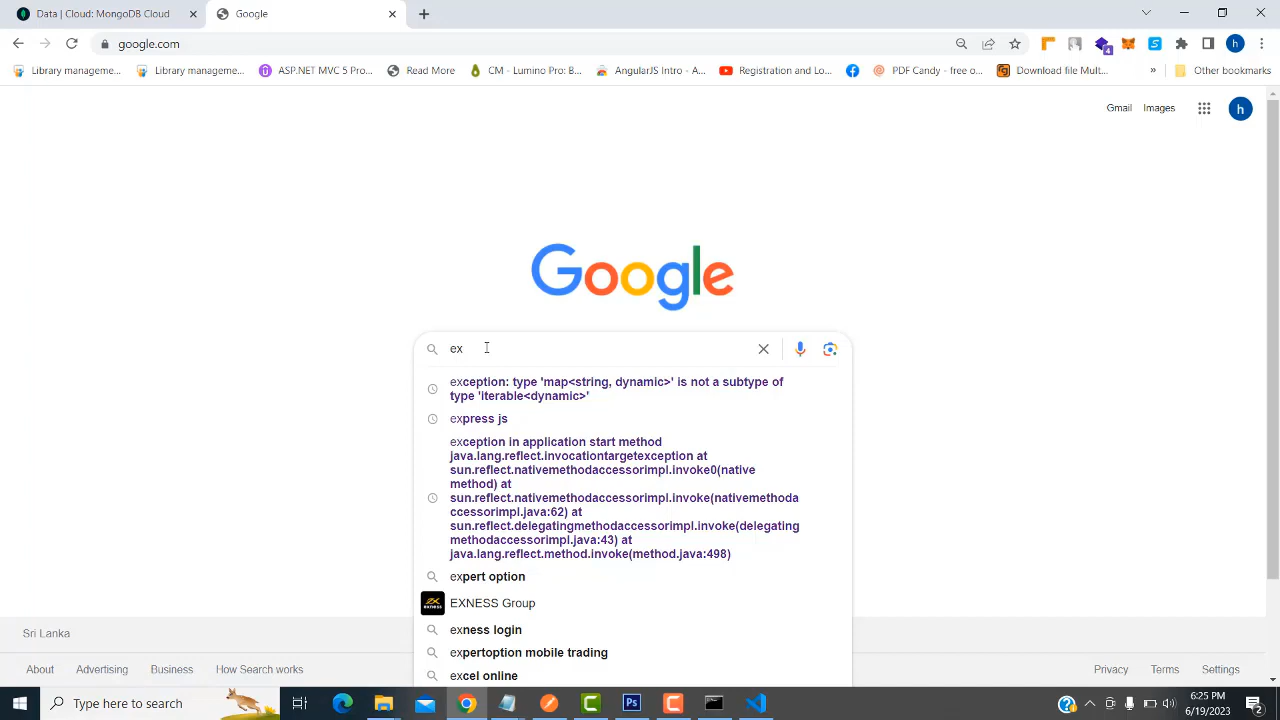 Data | Cloud: MongoDB Cloud
Google
google.com
Library manageme...
Library manageme...
ASP.NET MVC 5 Pro...
Read More
CM - Lumino Pro B...
AngularJS Intro - A...
Registration and Lo...
PDF Candy - free o...
Download file Mult...
»
Other bookmarks
4
h
Gmail
Images
h
Google
ex
exception: type 'map<string, dynamic>' is not a subtype of
type 'iterable<dynamic>'
express js
exception in application start method
java.lang.reflect.invocationtargetexception at
sun.reflect.nativemethodaccessorimpl.invoke0(native
method) at
sun.reflect.nativemethodaccessorimpl.invoke(nativemethoda
ccessorimpl.java:62) at
sun.reflect.delegatingmethodaccessorimpl.invoke(delegating
methodaccessorimpl.java:43) at
java.lang.reflect.method.invoke(method.java:498)
expert option
exness
EXNESS Group
exness login
expertoption mobile trading
excel online
Sri Lanka
About
Advertising
Business
How Search works
Privacy
Terms
Settings
Type here to search
Ps
6:25 PM
6/19/2023
2